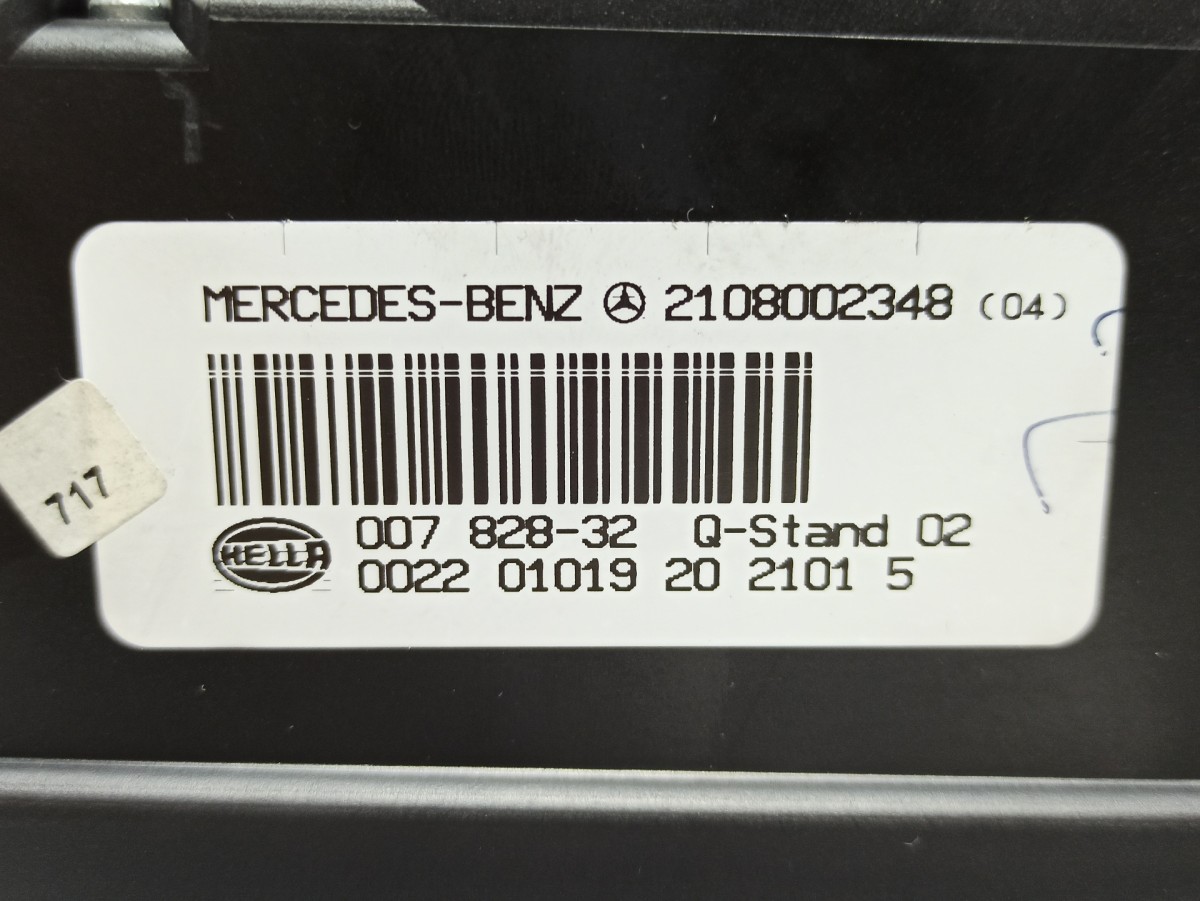 MERCEDES-BENZ 2108002348 (04)
717
HELLA 007 828-32 Q-Stand 02
0022 01019 20 2101 5